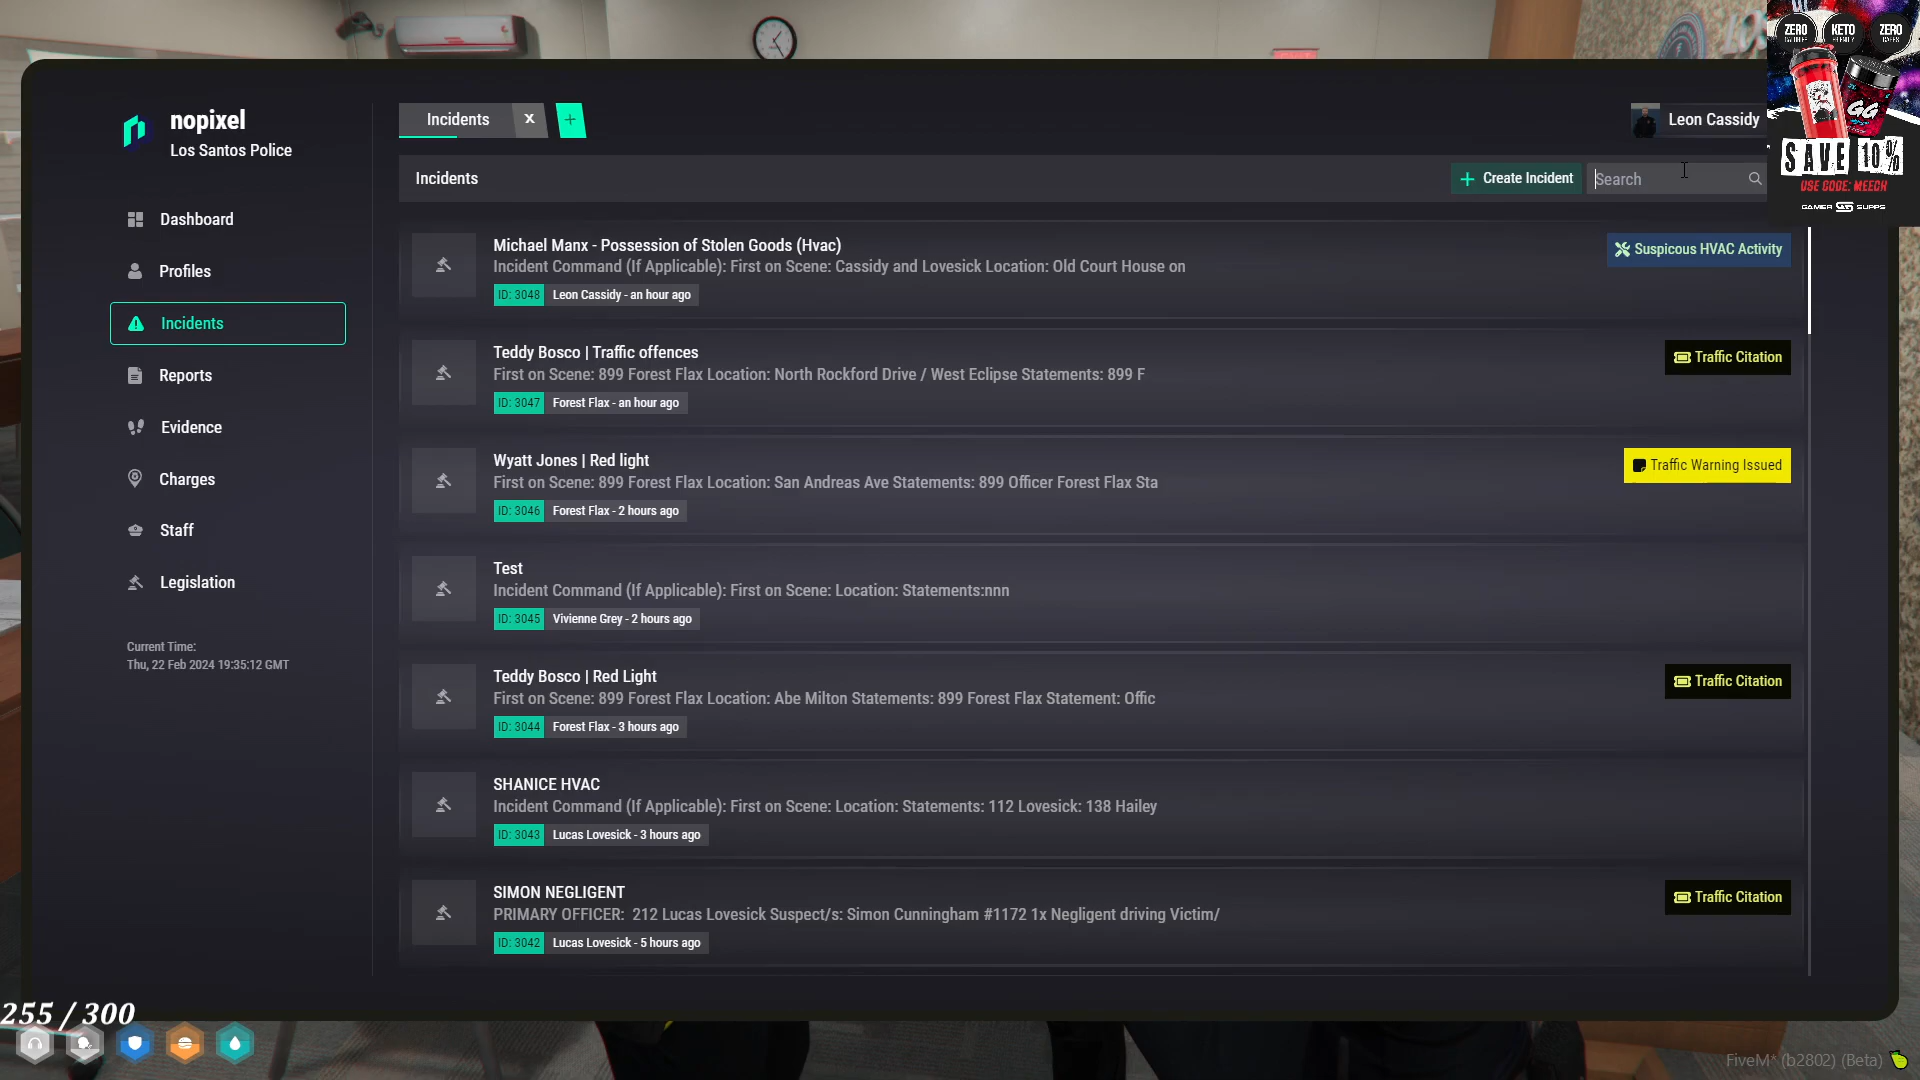 nopixel
Los Santos Police
Dashboard
Profiles
Incidents
Reports
Evidence
Charges
Staff
Legislation
Current Time:
Thu, 22 Feb 2024 19:35:12 GMT
Incidents x +
Leon Cassidy
Incidents
+ Create Incident
Search
Michael Manx - Possession of Stolen Goods (Hvac)
Incident Command (If Applicable): First on Scene: Cassidy and Lovesick Location: Old Court House on
ID: 3048 Leon Cassidy - an hour ago
Suspicous HVAC Activity
Teddy Bosco | Traffic offences
First on Scene: 899 Forest Flax Location: North Rockford Drive / West Eclipse Statements: 899 F
ID: 3047 Forest Flax - an hour ago
Traffic Citation
Wyatt Jones | Red light
First on Scene: 899 Forest Flax Location: San Andreas Ave Statements: 899 Officer Forest Flax Sta
ID: 3046 Forest Flax - 2 hours ago
Traffic Warning Issued
Test
Incident Command (If Applicable): First on Scene: Location: Statements:nnn
ID: 3045 Vivienne Grey - 2 hours ago
Teddy Bosco | Red Light
First on Scene: 899 Forest Flax Location: Abe Milton Statements: 899 Forest Flax Statement: Offic
ID: 3044 Forest Flax - 3 hours ago
Traffic Citation
SHANICE HVAC
Incident Command (If Applicable): First on Scene: Location: Statements: 112 Lovesick: 138 Hailey
ID: 3043 Lucas Lovesick - 3 hours ago
SIMON NEGLIGENT
PRIMARY OFFICER: 212 Lucas Lovesick Suspect/s: Simon Cunningham #1172 1x Negligent driving Victim/
ID: 3042 Lucas Lovesick - 5 hours ago
Traffic Citation
ZERO KETO ZERO
GG
SAVE 10%
USE CODE: MEECH
GAMER SUPPS
255 / 300
FiveM* (b2802) (Beta)